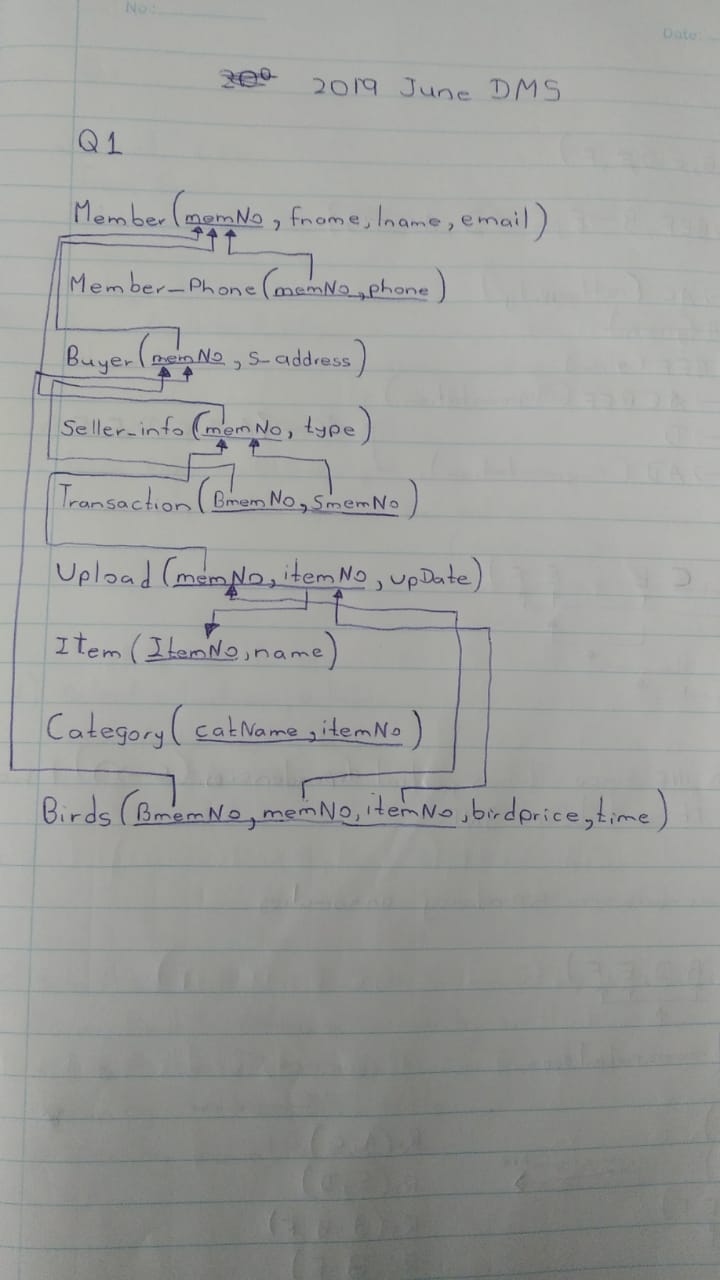 No:
Date:
2019 June DMS
Q1
Member(memNo, fname, lname, email)
Member_Phone(memNo, phone)
Buyer(memNo, S_address)
Seller_info(memNo, type)
Transaction(BmemNo, SmemNo)
Upload(memNo, itemNo, upDate)
Item(ItemNo, name)
Category(catName, itemNo)
Birds(BmemNo, memNo, itemNo, birdprice, time)